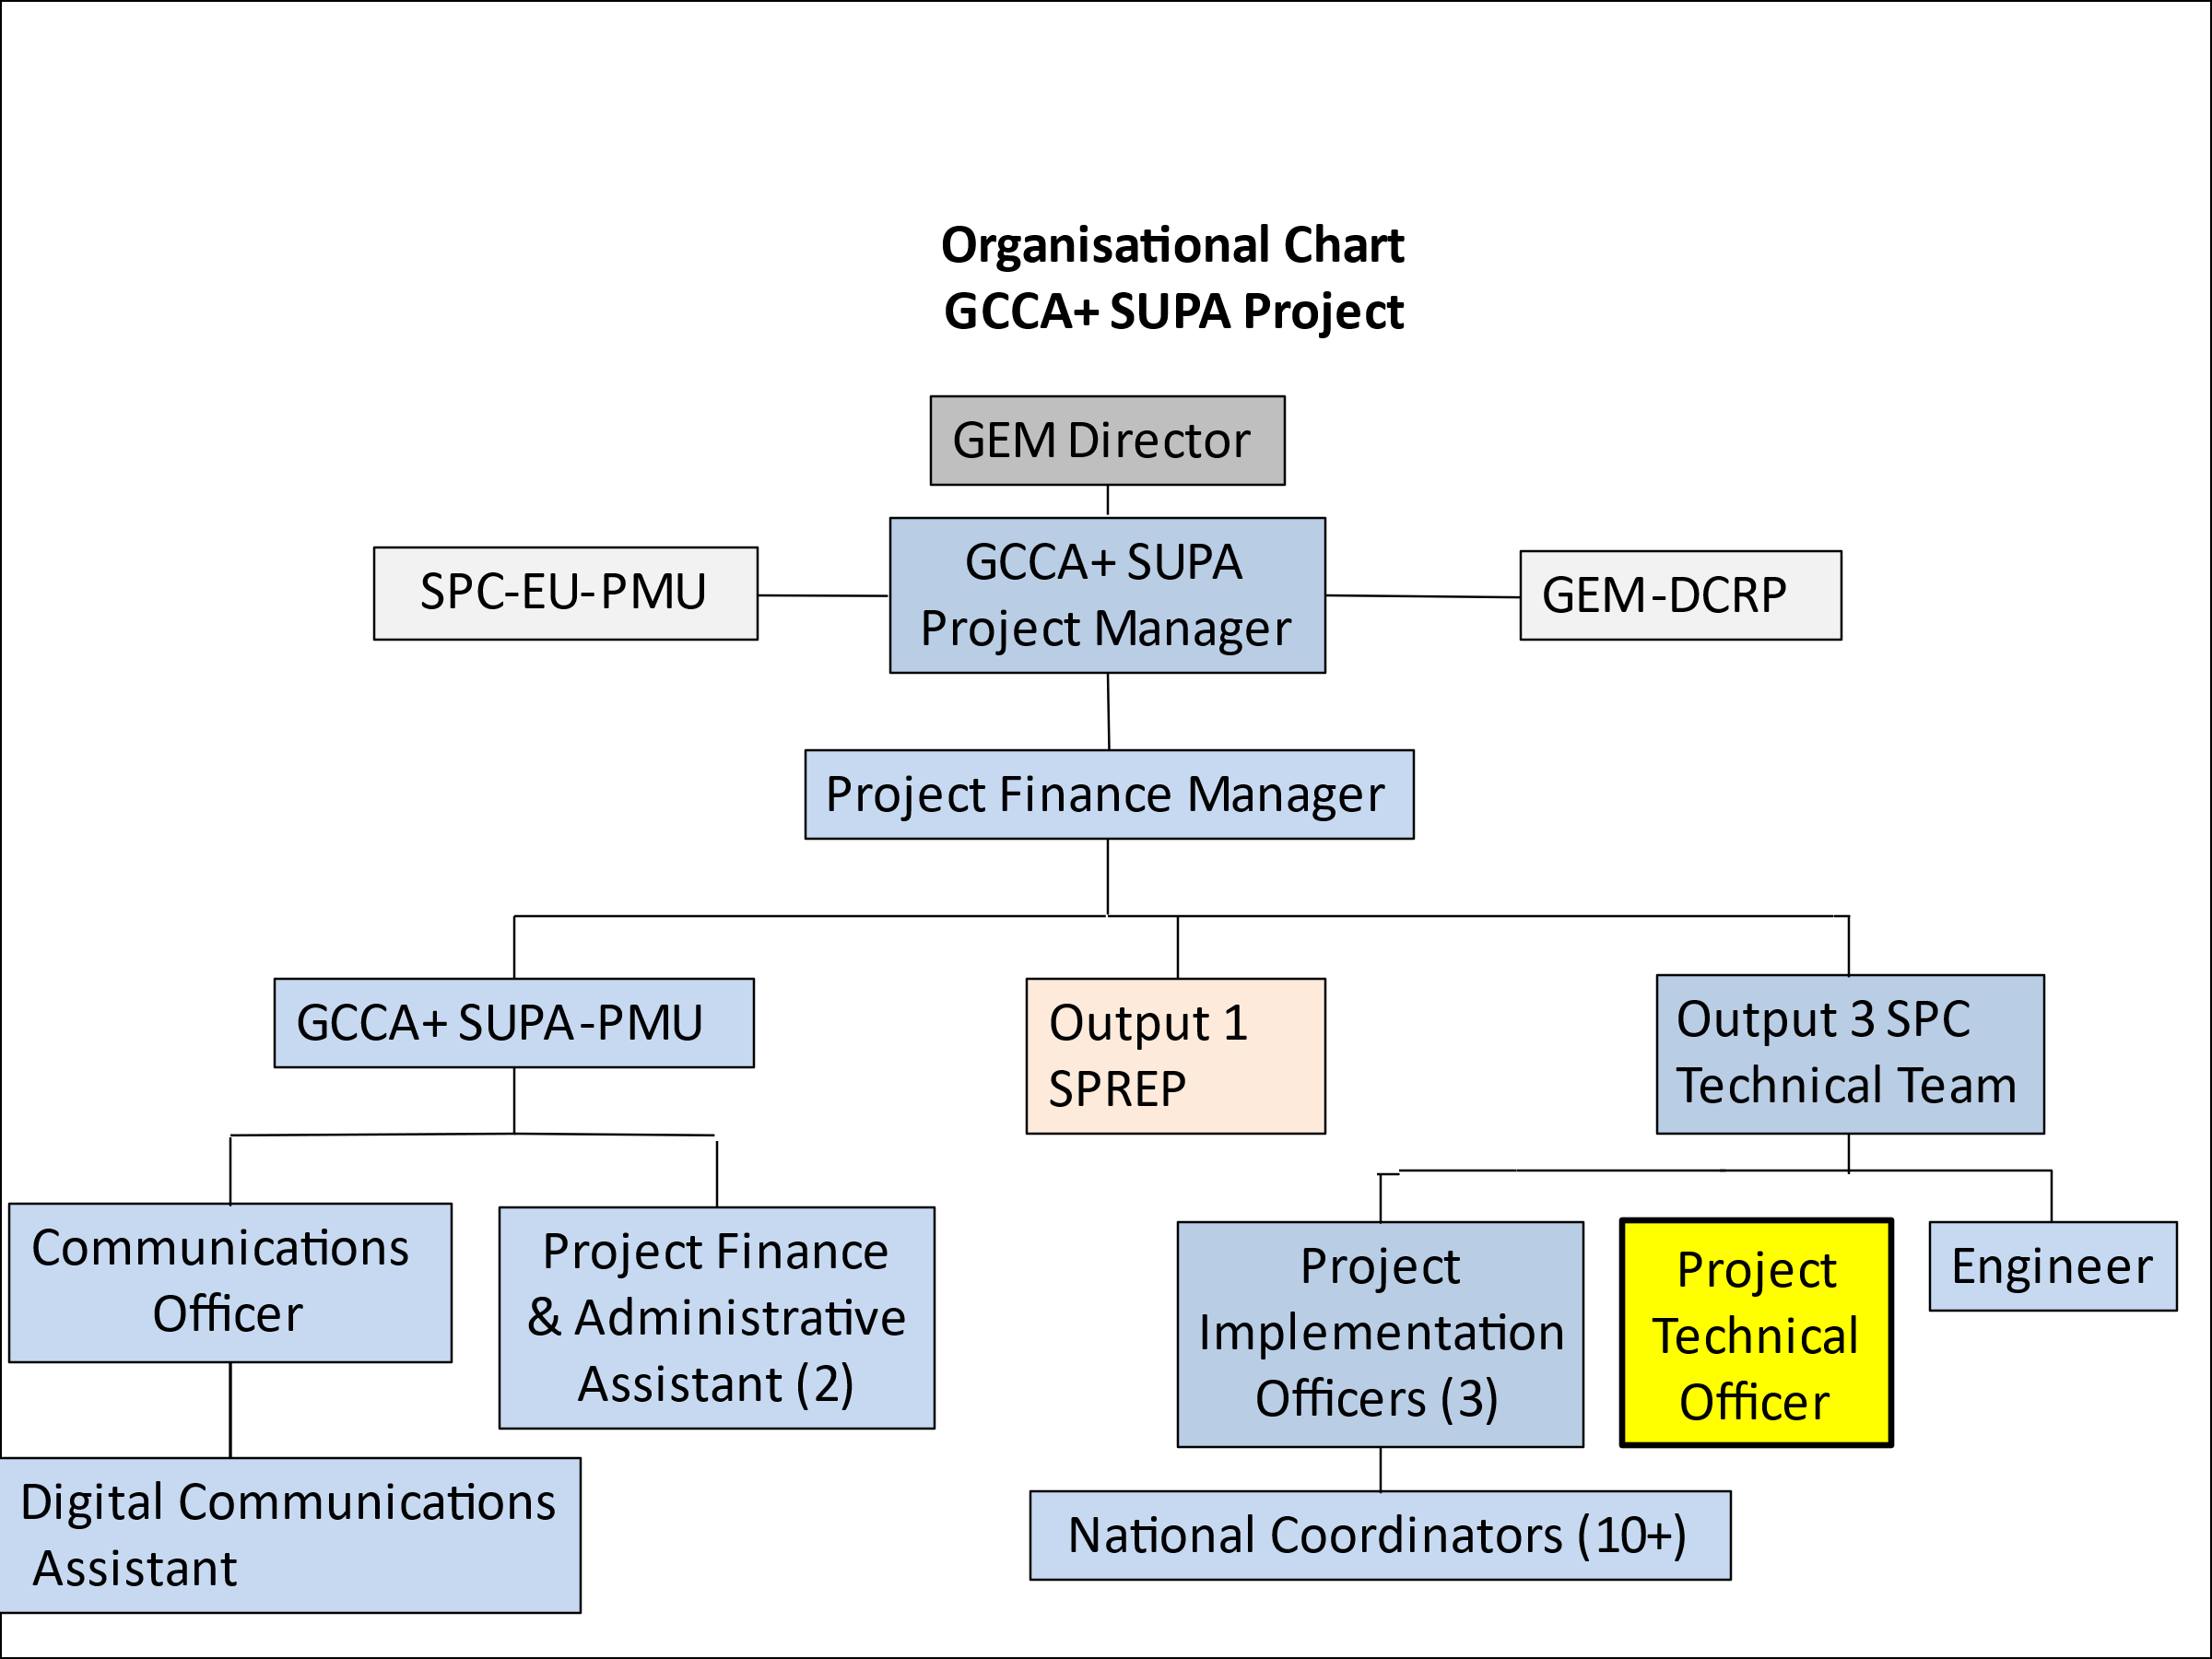 Organisational Chart
GCCA+ SUPA Project
GEM Director
GCCA+ SUPA
Project Manager
SPC-EU-PMU
GEM-DCRP
Project Finance Manager
GCCA+ SUPA-PMU
Output 1
SPREP
Output 3 SPC
Technical Team
Communications
Officer
Project Finance
& Administrative
Assistant (2)
Project
Implementation
Officers (3)
Project
Technical
Officer
Engineer
Digital Communications
Assistant
National Coordinators (10+)